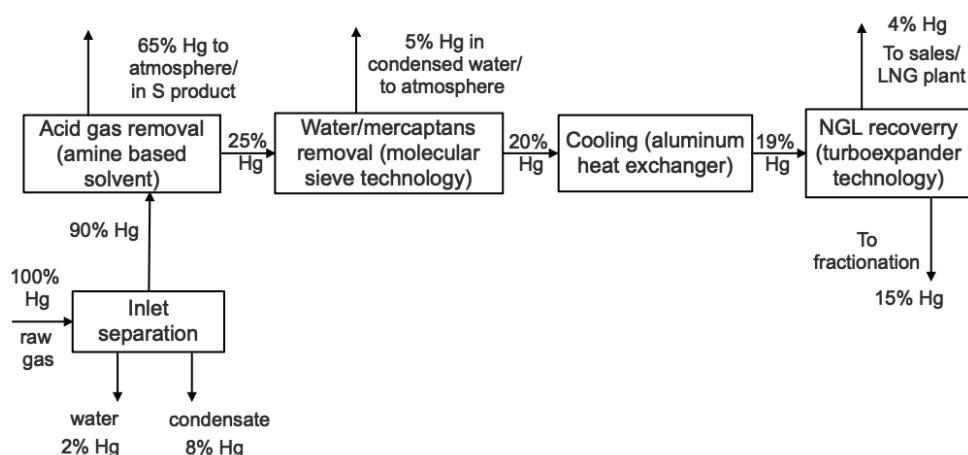 65% Hg to
atmosphere/
in S product
5% Hg in
condensed water/
to atmosphere
4% Hg
To sales/
LNG plant
Acid gas removal
(amine based
solvent)
25%
Hg
Water/mercaptans
removal (molecular
sieve technology)
20%
Hg
Cooling (aluminum
heat exchanger)
19%
Hg
NGL recoverry
(turboexpander
technology)
90% Hg
To
fractionation
15% Hg
100%
Hg
raw
gas
Inlet
separation
water
2% Hg
condensate
8% Hg